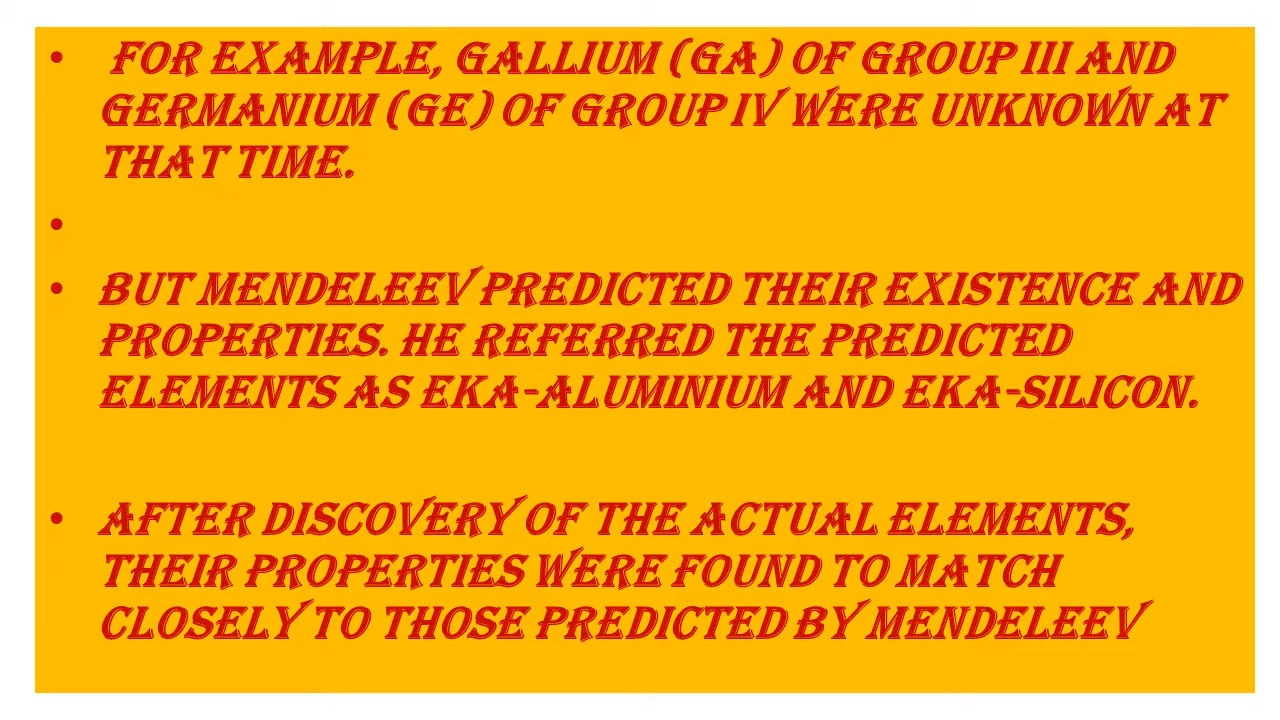 • FOR EXAMPLE, GALLIUM (GA) OF GROUP III AND
GERMANIUM (GE) OF GROUP IV WERE UNKNOWN AT
THAT TIME.
•
• BUT MENDELEEV PREDICTED THEIR EXISTENCE AND
PROPERTIES. HE REFERRED THE PREDICTED
ELEMENTS AS EKA-ALUMINIUM AND EKA-SILICON.
• AFTER DISCOVERY OF THE ACTUAL ELEMENTS,
THEIR PROPERTIES WERE FOUND TO MATCH
CLOSELY TO THOSE PREDICTED BY MENDELEEV